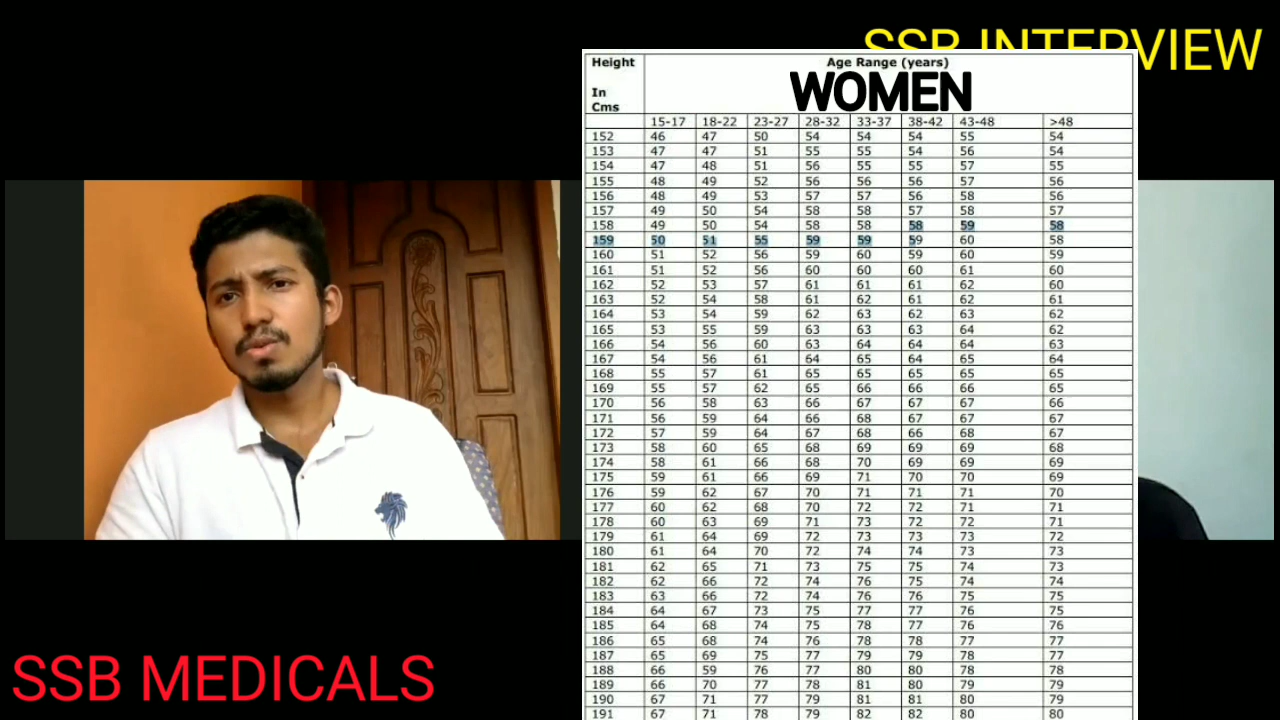 SSB INTERVIEW
Height Age Range (years)
WOMEN
In
Cms
15-17 18-22 23-27 28-32 33-37 38-42 43-48 >48
152 46 47 50 54 54 54 55 54
153 47 47 51 55 55 54 56 54
154 47 48 51 56 55 55 57 55
155 48 49 52 56 56 56 57 56
156 48 49 53 57 57 56 58 56
157 49 50 54 58 58 57 58 57
158 49 50 54 58 58 58 59 58
159 50 51 55 59 59 59 60 58
160 51 52 56 59 60 59 60 59
161 51 52 56 60 60 60 61 60
162 52 53 57 61 61 61 62 60
163 52 54 58 61 62 61 62 61
164 53 54 59 62 63 62 63 62
165 53 55 59 63 63 63 64 62
166 54 56 60 63 64 64 64 63
167 54 56 61 64 65 64 65 64
168 55 57 61 65 65 65 65 65
169 55 57 62 65 66 66 66 65
170 56 58 63 66 67 67 67 66
171 56 59 64 66 68 67 67 67
172 57 59 64 67 68 66 68 67
173 58 60 65 68 69 69 69 68
174 58 61 66 68 70 69 69 69
175 59 61 66 69 71 70 70 69
176 59 62 67 70 71 71 71 70
177 60 62 68 70 72 72 71 71
178 60 63 69 71 73 72 72 71
179 61 64 69 72 73 73 73 72
180 61 64 70 72 74 74 73 73
181 62 65 71 73 75 75 74 73
182 62 66 72 74 76 75 74 74
183 63 66 72 74 76 76 75 75
184 64 67 73 75 77 77 76 75
185 64 68 74 75 78 77 76 76
186 65 68 74 76 78 78 77 77
187 65 69 75 77 79 79 78 77
188 66 59 76 77 80 80 78 78
189 66 70 77 78 81 80 79 79
190 67 71 77 79 81 81 80 79
191 67 71 78 79 82 82 80 80
SSB MEDICALS